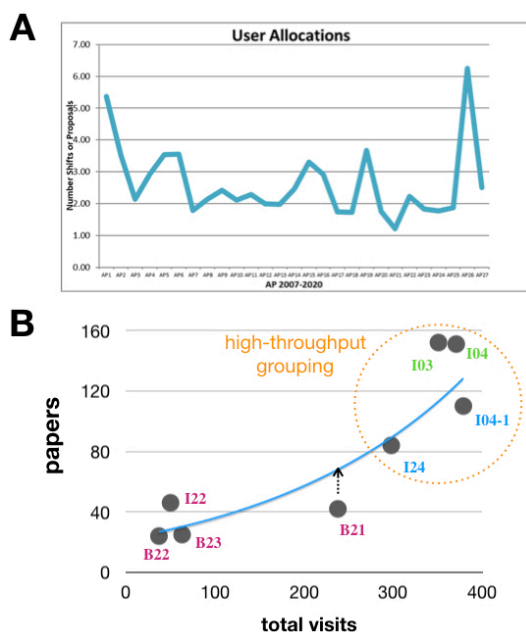 A
User Allocations
Number Shifts or Proposals
7.00
6.00
5.00
4.00
3.00
2.00
1.00
0.00
AP1 AP2 AP3 AP4 AP5 AP6 AP7 AP8 AP9 AP10 AP11 AP12 AP13 AP14 AP15 AP16 AP17 AP18 AP19 AP20 AP21 AP22 AP23 AP24 AP25 AP26 AP27
AP 2007-2020
B
papers
160
120
80
40
0
high-throughput
grouping
I03
I04
I04-1
I24
I22
B21
B22
B23
0 100 200 300 400
total visits